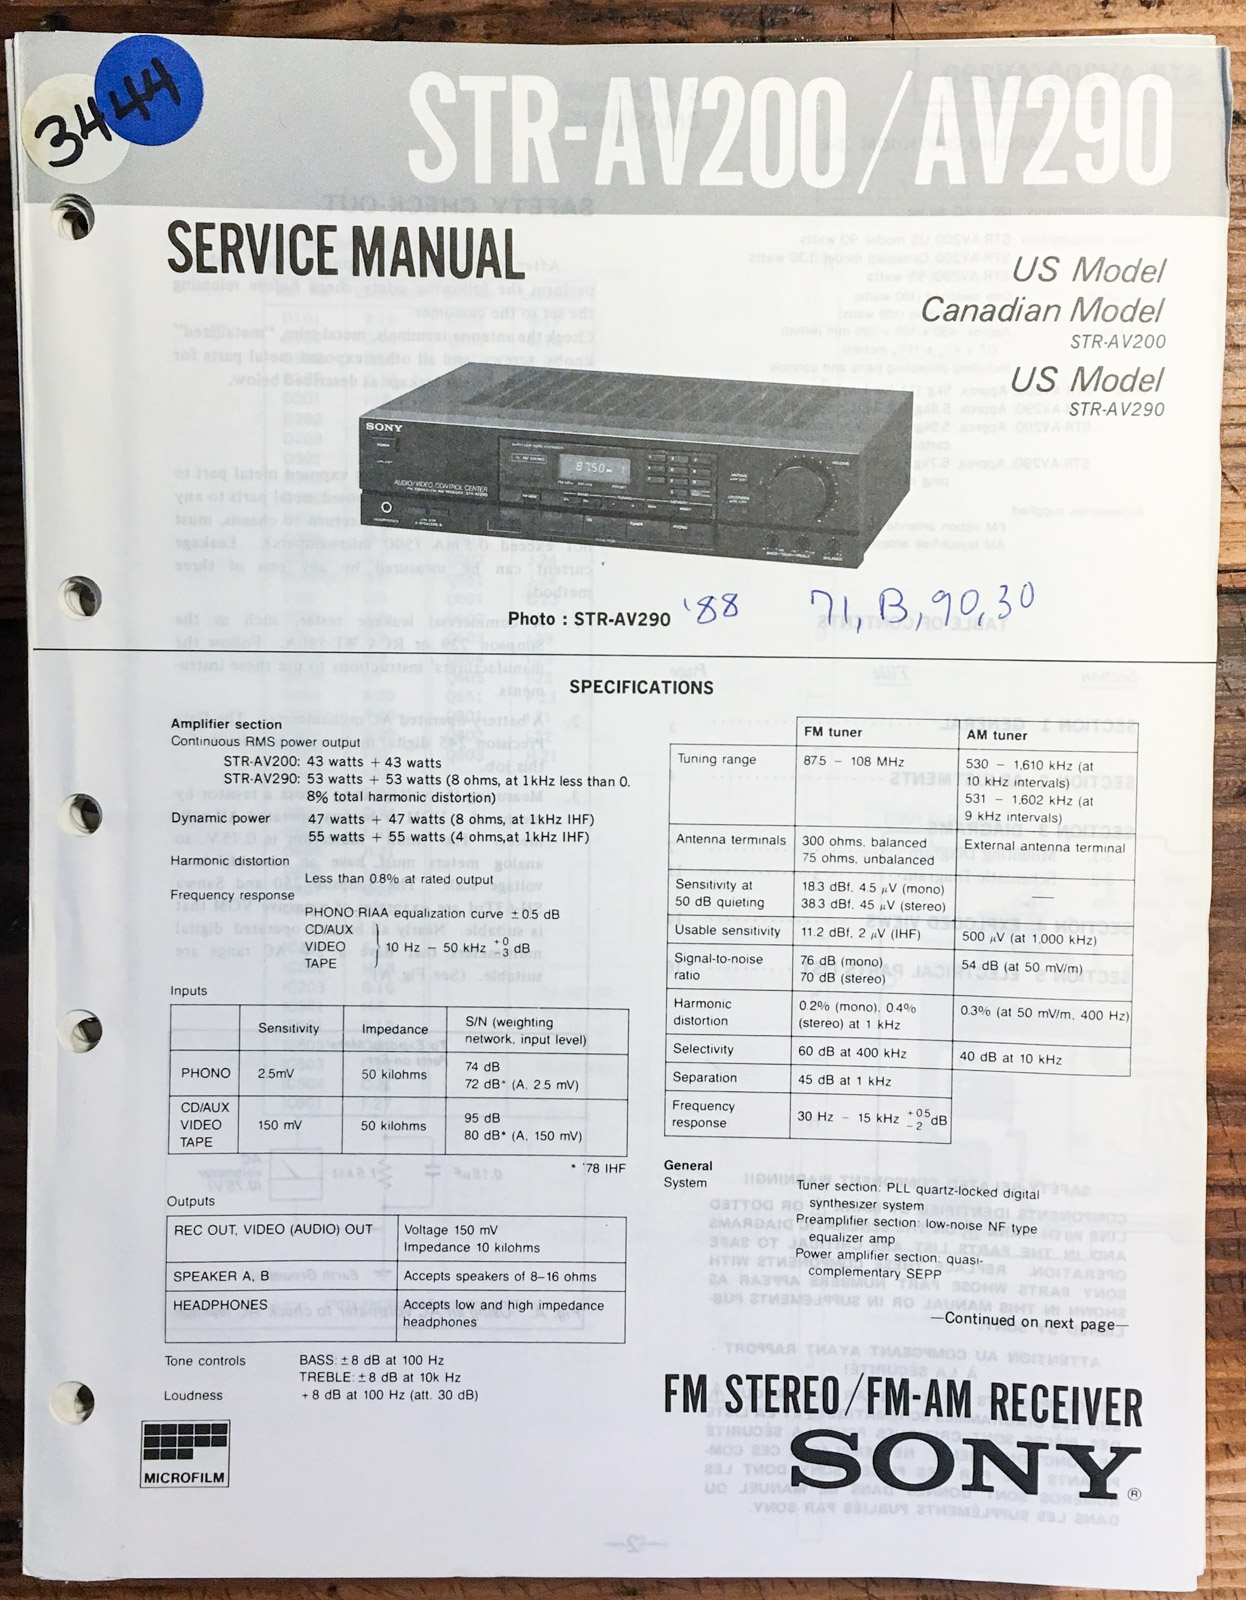 3444
STR-AV200/AV290
SERVICE MANUAL
US Model
Canadian Model
STR-AV200
US Model
STR-AV290
SONY
AUDIO/VIDEO CONTROL CENTER
Photo : STR-AV290
'88 71, B, 90, 30
SPECIFICATIONS
Amplifier section
Continuous RMS power output
STR-AV200: 43 watts + 43 watts
STR-AV290: 53 watts + 53 watts (8 ohms, at 1kHz less than 0.
8% total harmonic distortion)
Dynamic power 47 watts + 47 watts (8 ohms, at 1kHz IHF)
55 watts + 55 watts (4 ohms,at 1kHz IHF)
Harmonic distortion
Less than 0.8% at rated output
Frequency response
PHONO RIAA equalization curve ±0.5 dB
CD/AUX
VIDEO 10 Hz – 50 kHz +0 −3 dB
TAPE
Inputs
Sensitivity Impedance S/N (weighting
network, input level)
PHONO 2.5mV 50 kilohms 74 dB
72 dB* (A, 2.5 mV)
CD/AUX
VIDEO
TAPE 150 mV 50 kilohms 95 dB
80 dB* (A, 150 mV)
* '78 IHF
Outputs
REC OUT, VIDEO (AUDIO) OUT Voltage 150 mV
Impedance 10 kilohms
SPEAKER A, B Accepts speakers of 8–16 ohms
HEADPHONES Accepts low and high impedance
headphones
Tone controls BASS: ±8 dB at 100 Hz
TREBLE: ±8 dB at 10k Hz
Loudness +8 dB at 100 Hz (att. 30 dB)
MICROFILM
FM tuner AM tuner
Tuning range 87.5 – 108 MHz 530 – 1,610 kHz (at
10 kHz intervals)
531 – 1,602 kHz (at
9 kHz intervals)
Antenna terminals 300 ohms, balanced
75 ohms, unbalanced External antenna terminal
Sensitivity at
50 dB quieting 18.3 dBf, 4.5 µV (mono)
38.3 dBf, 45 µV (stereo) —
Usable sensitivity 11.2 dBf, 2 µV (IHF) 500 µV (at 1,000 kHz)
Signal-to-noise
ratio 76 dB (mono)
70 dB (stereo) 54 dB (at 50 mV/m)
Harmonic
distortion 0.2% (mono), 0.4%
(stereo) at 1 kHz 0.3% (at 50 mV/m, 400 Hz)
Selectivity 60 dB at 400 kHz 40 dB at 10 kHz
Separation 45 dB at 1 kHz
Frequency
response 30 Hz – 15 kHz +0.5 −2 dB
General
System Tuner section: PLL quartz-locked digital
synthesizer system
Preamplifier section: low-noise NF type
equalizer amp
Power amplifier section: quasi-
complementary SEPP
—Continued on next page—
FM STEREO/FM-AM RECEIVER
SONY®